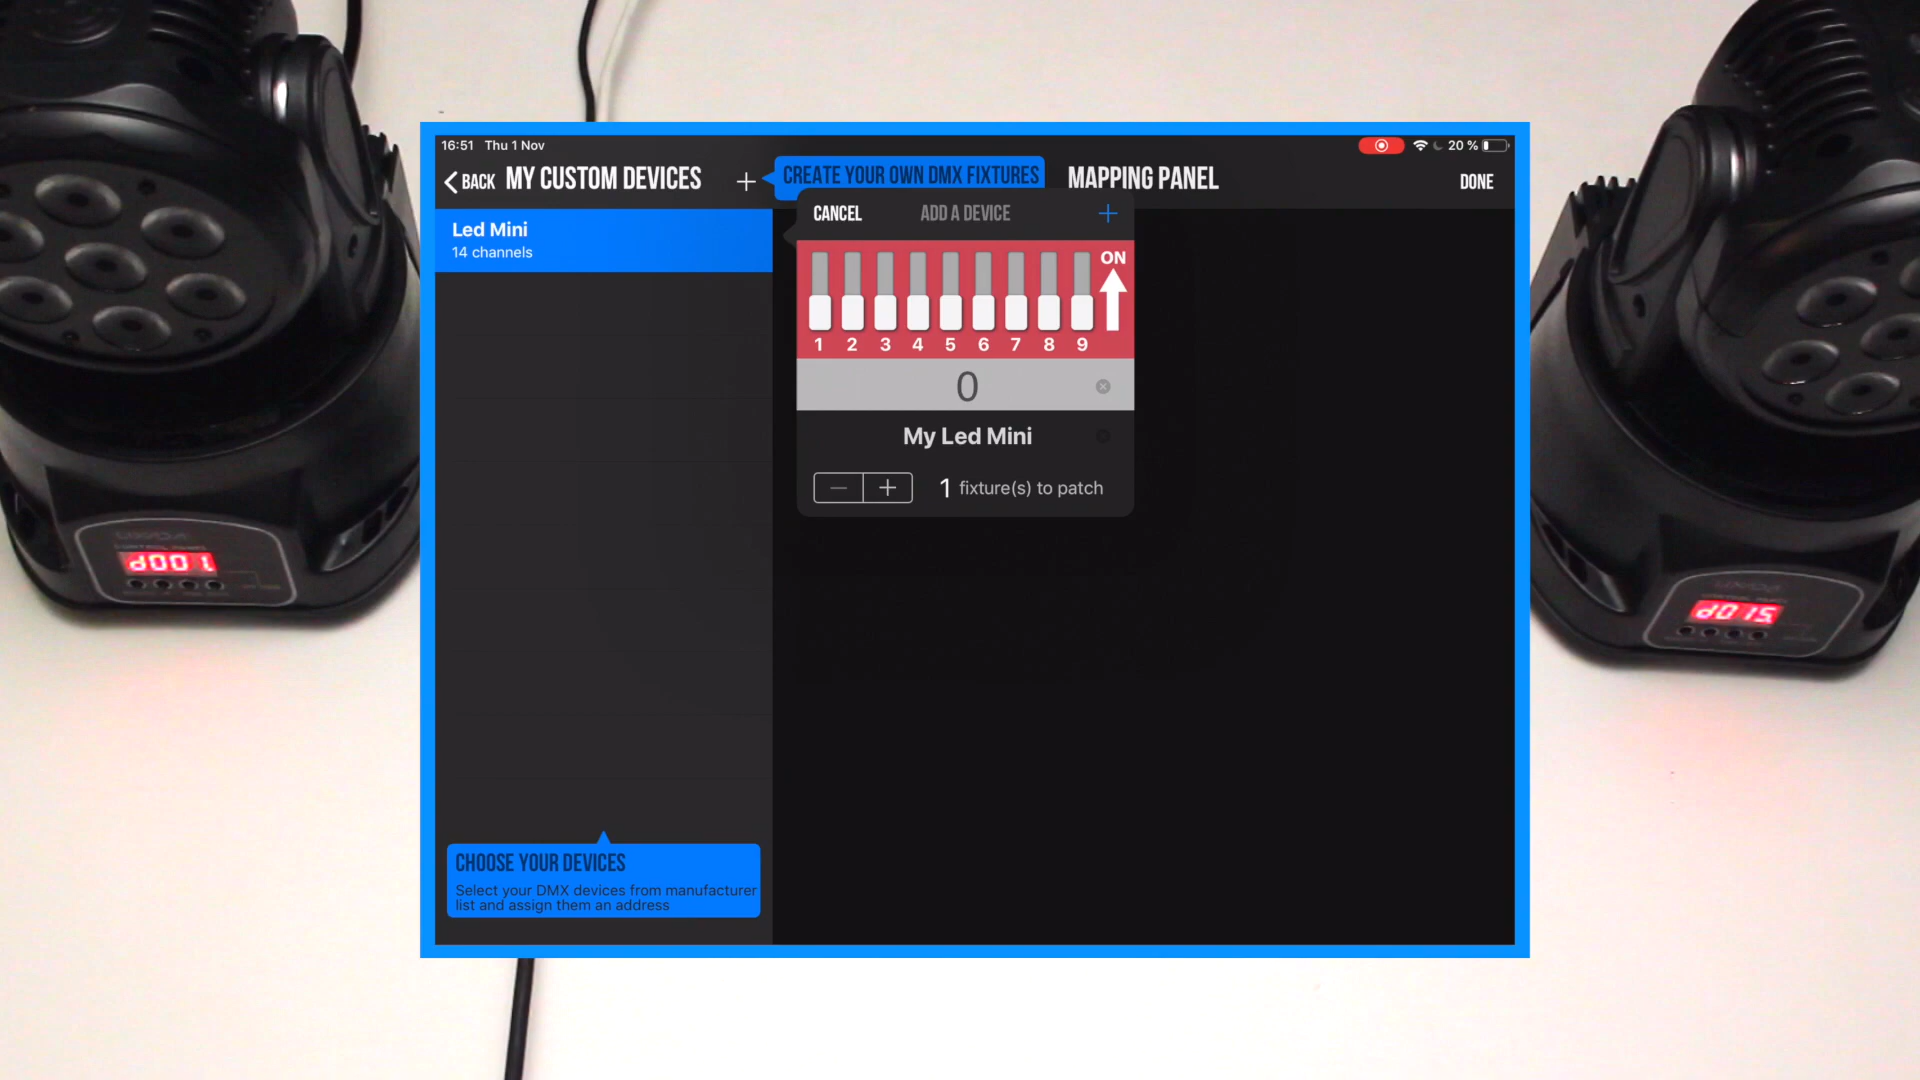 16:51 Thu 1 Nov
20 %
BACK MY CUSTOM DEVICES
+
CREATE YOUR OWN DMX FIXTURES
MAPPING PANEL
DONE
Led Mini
14 channels
CANCEL ADD A DEVICE +
ON
1 2 3 4 5 6 7 8 9
0
My Led Mini
− + 1 fixture(s) to patch
d001
d015
CHOOSE YOUR DEVICES
Select your DMX devices from manufacturer
list and assign them an address